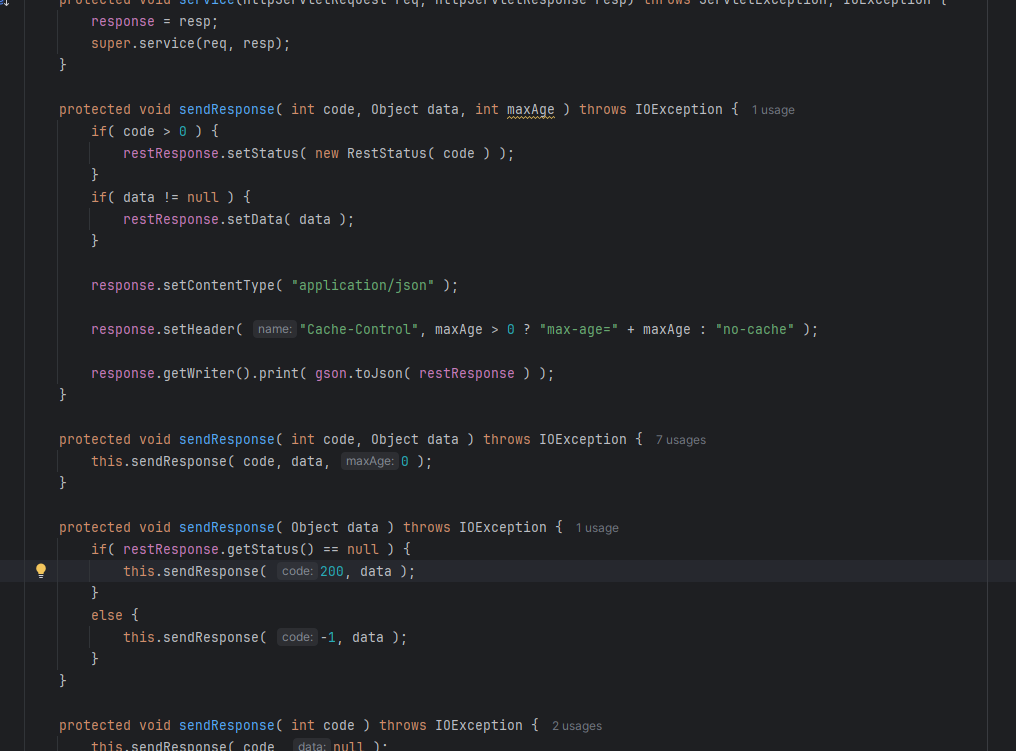 protected void service(HttpServletRequest req, HttpServletResponse resp) throws ServletException, IOException {
response = resp;
super.service(req, resp);
}
protected void sendResponse( int code, Object data, int maxAge ) throws IOException { 1 usage
if( code > 0 ) {
restResponse.setStatus( new RestStatus( code ) );
}
if( data != null ) {
restResponse.setData( data );
}
response.setContentType( "application/json" );
response.setHeader( name: "Cache-Control", maxAge > 0 ? "max-age=" + maxAge : "no-cache" );
response.getWriter().print( gson.toJson( restResponse ) );
}
protected void sendResponse( int code, Object data ) throws IOException { 7 usages
this.sendResponse( code, data, maxAge: 0 );
}
protected void sendResponse( Object data ) throws IOException { 1 usage
if( restResponse.getStatus() == null ) {
this.sendResponse( code: 200, data );
}
else {
this.sendResponse( code: -1, data );
}
}
protected void sendResponse( int code ) throws IOException { 2 usages
this.sendResponse( code, data: null );